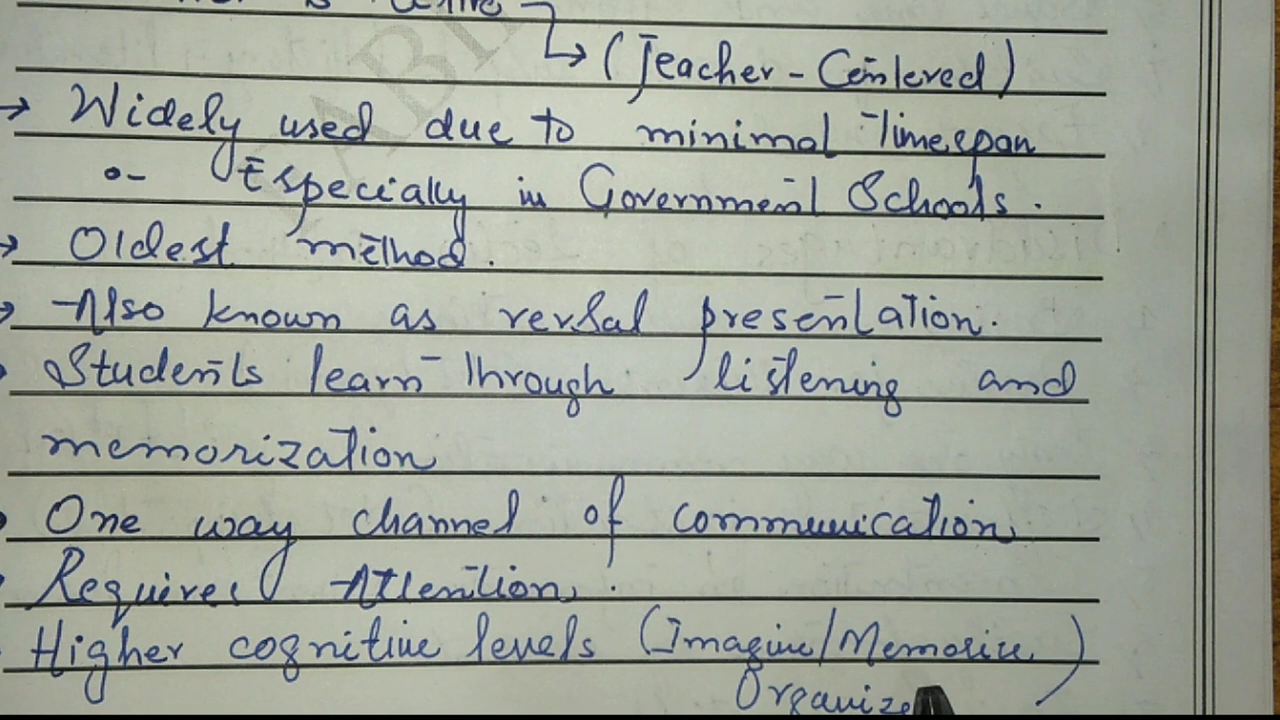 is
→ (Teacher-Centered)
→ Widely used due to minimal Timespan
o- Especially in Government Schools.
→ Oldest method.
→ Also known as verbal presentation.
Students learn through listening and
memorization
One way channel of communication.
Requires Attention.
Higher cognitive levels (Imagine/Memorize
Organize)